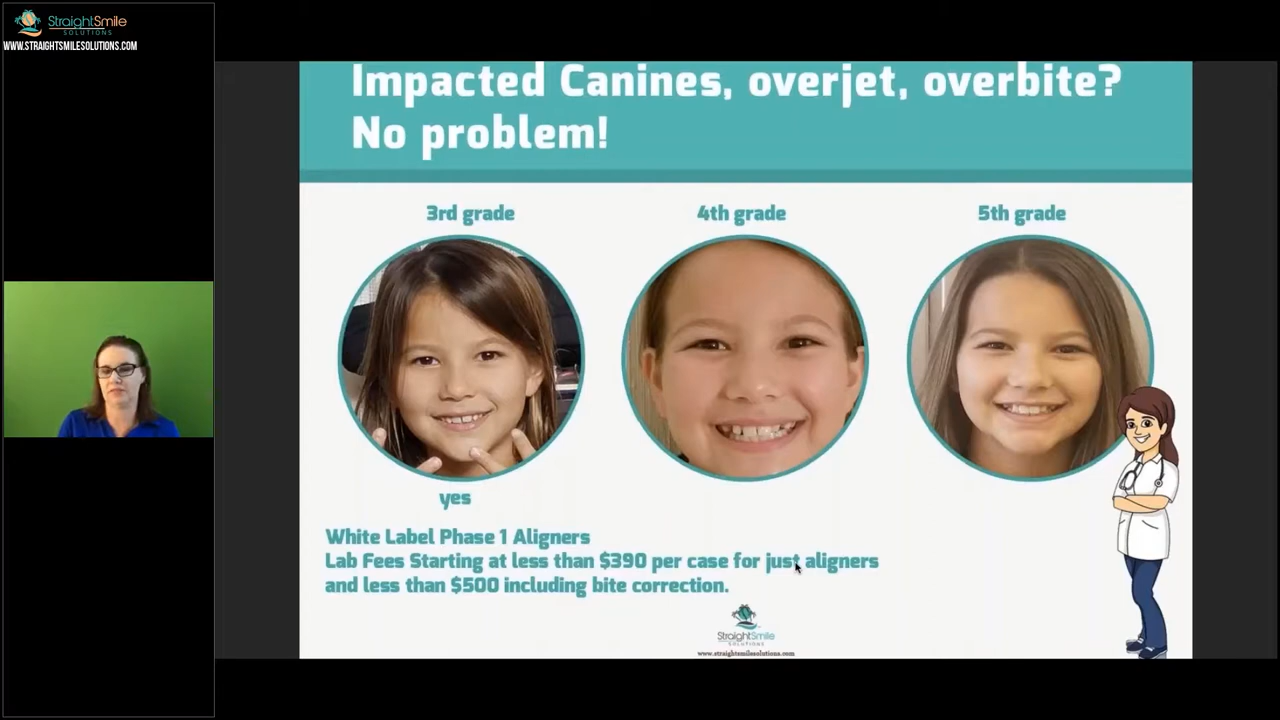 StraightSmile
SOLUTIONS
WWW.STRAIGHTSMILESOLUTIONS.COM
Impacted Canines, overjet, overbite?
No problem!
3rd grade
4th grade
5th grade
yes
White Label Phase 1 Aligners
Lab Fees Starting at less than $390 per case for just aligners
and less than $500 including bite correction.
StraightSmile
SOLUTIONS
www.straightsmilesolutions.com